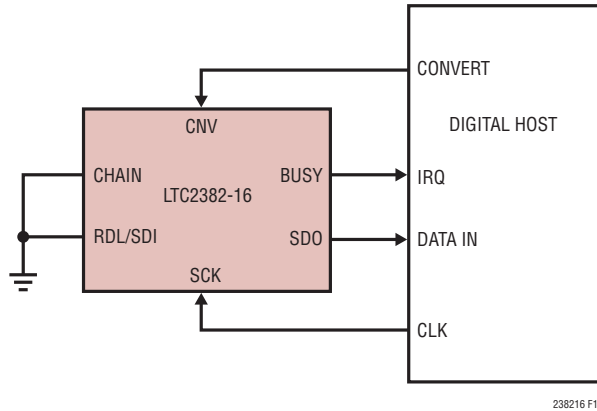 CONVERT
CNV
DIGITAL HOST
CHAIN
BUSY
IRQ
LTC2382-16
RDL/SDI
SDO
DATA IN
SCK
CLK
238216 F1